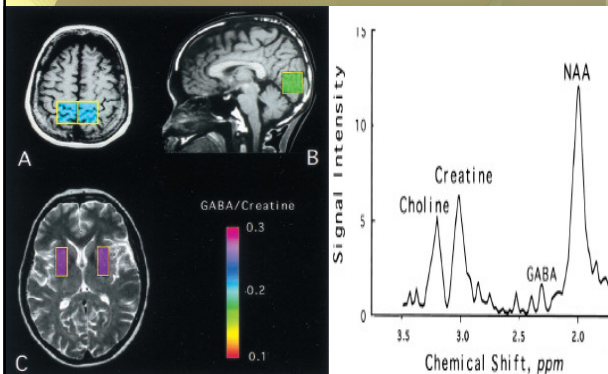 A
B
C
GABA/Creatine
0.3
0.2
0.1
Signal Intensity
15
10
5
0
Choline
Creatine
GABA
NAA
3.5
3.0
2.5
2.0
Chemical Shift, ppm